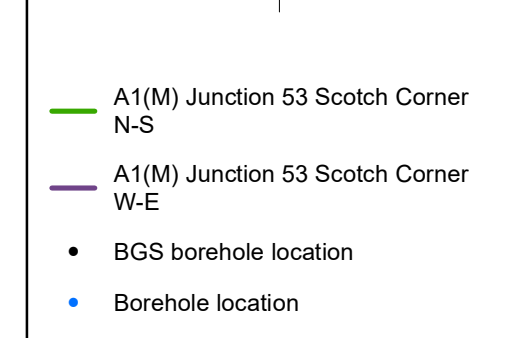 A1(M) Junction 53 Scotch Corner
N-S
A1(M) Junction 53 Scotch Corner
W-E
BGS borehole location
Borehole location